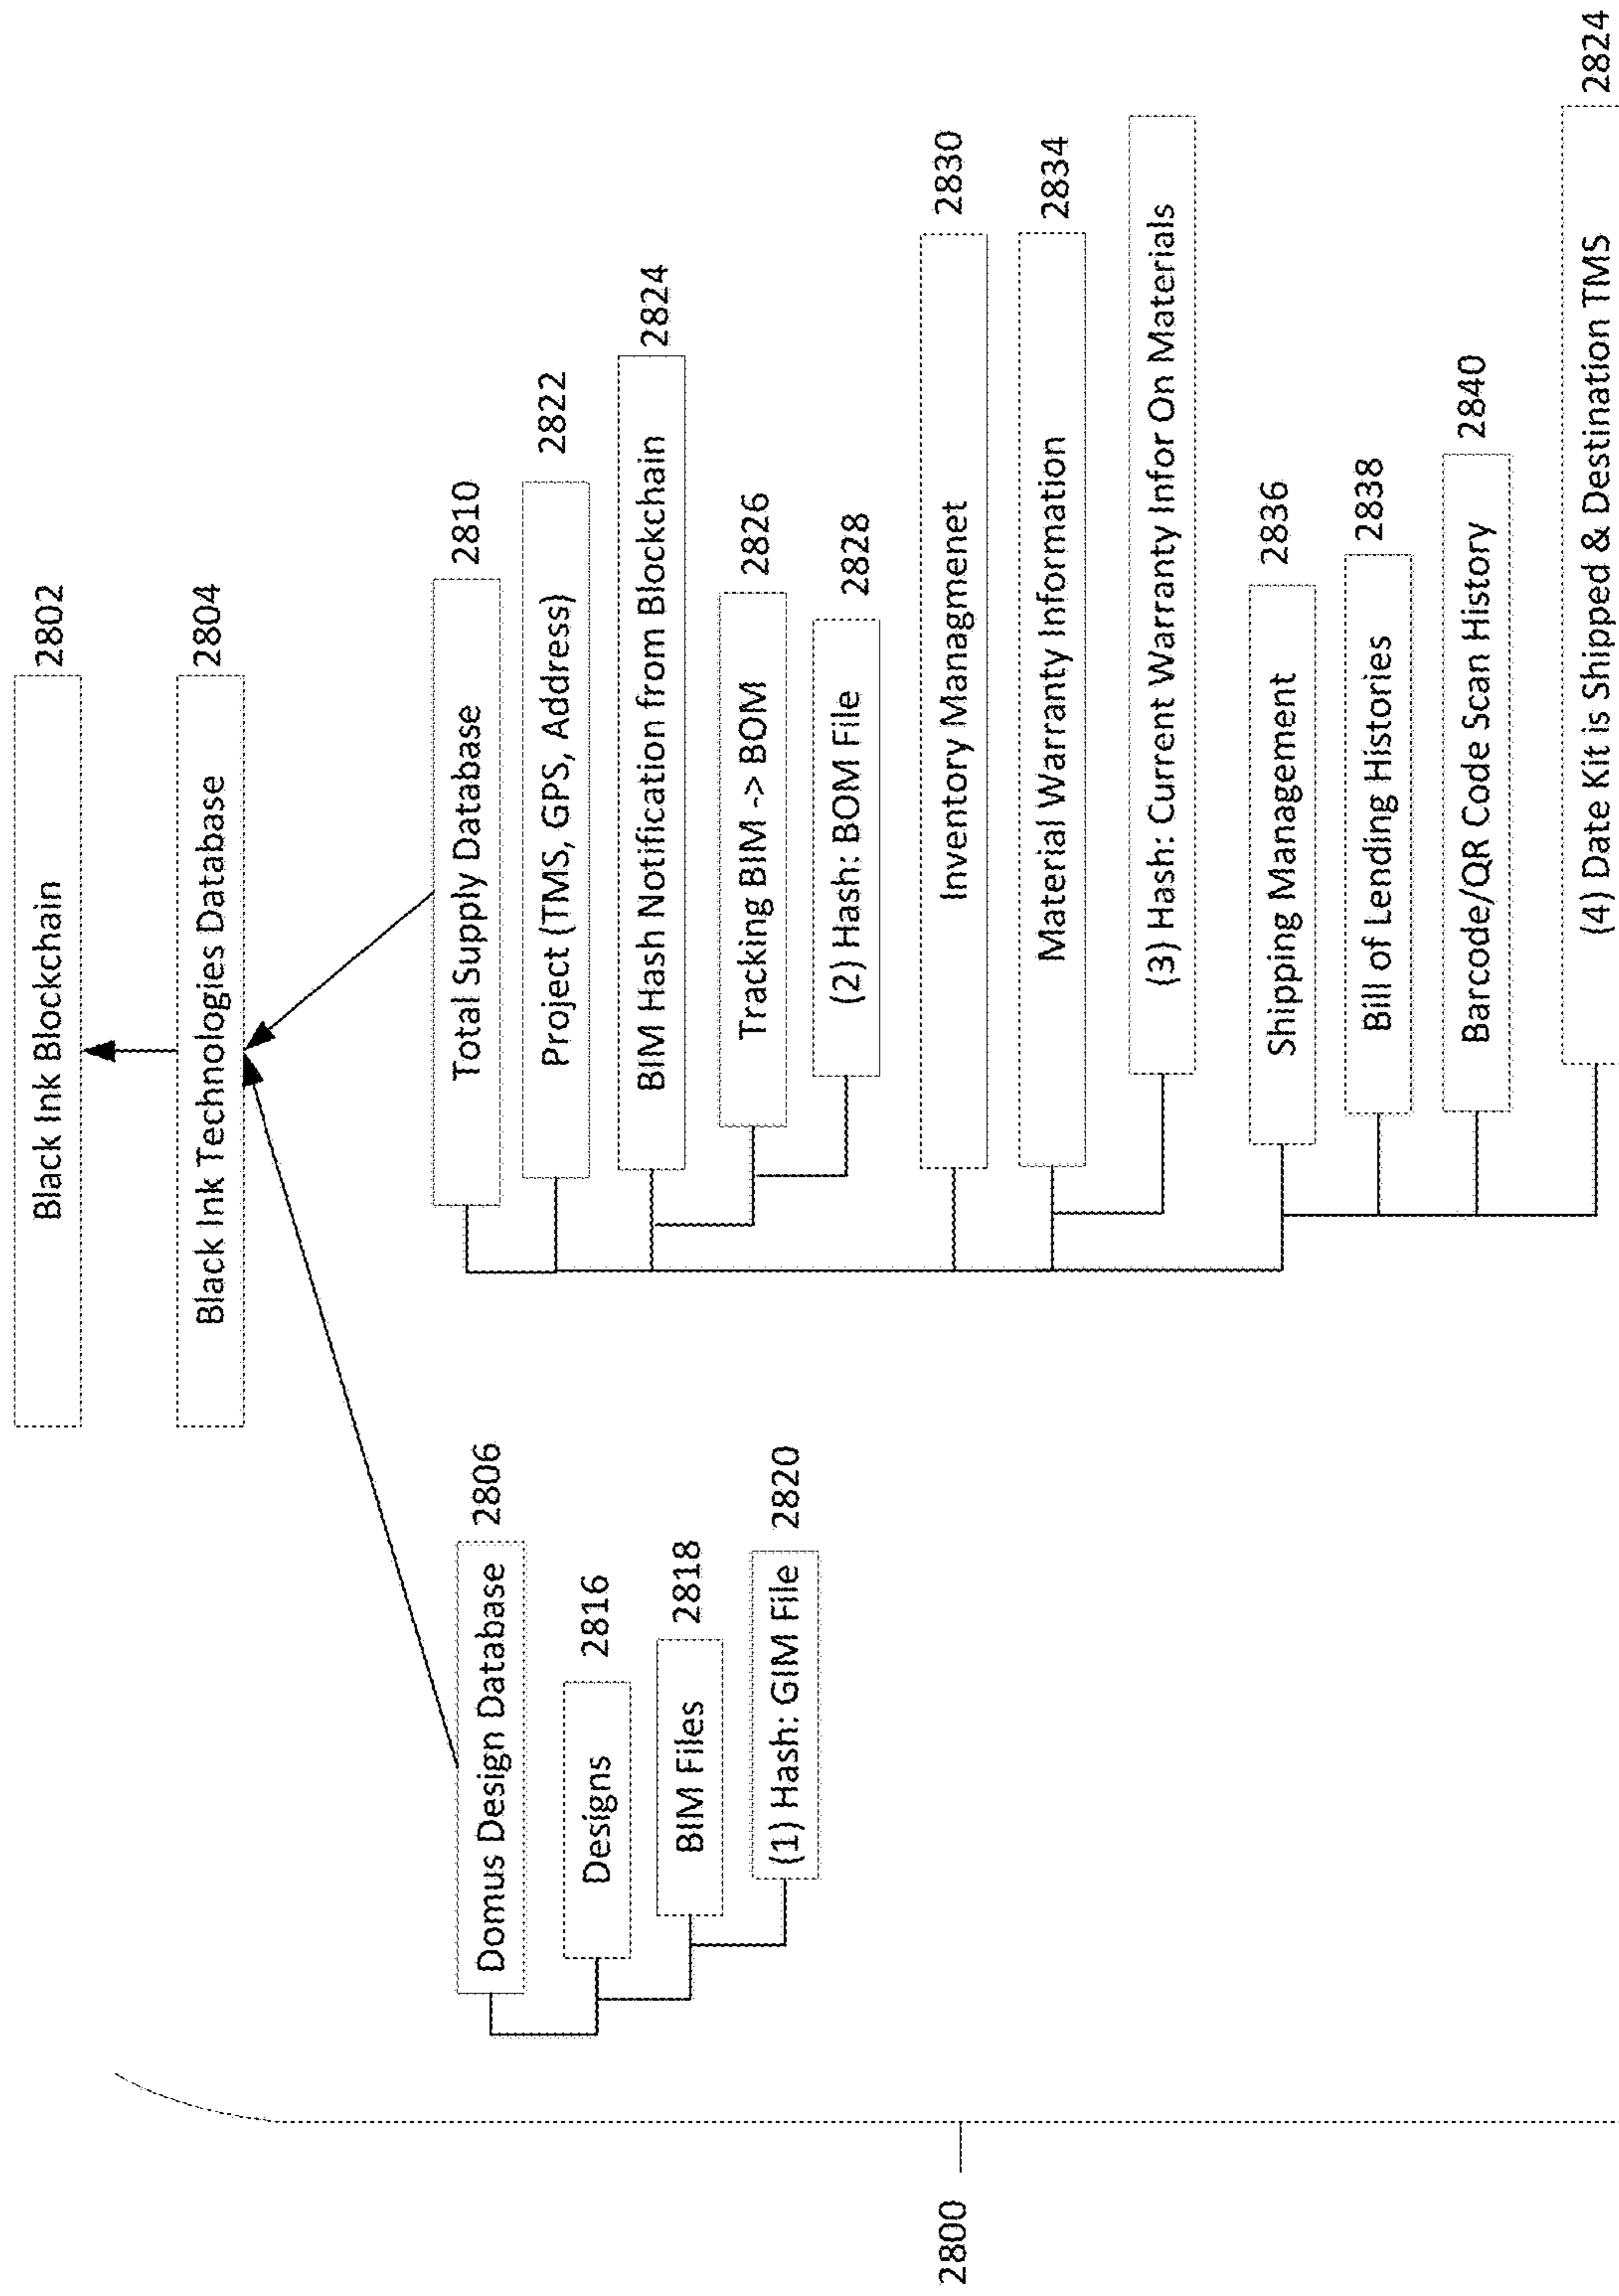 Black Ink Blockchain
2802
Black Ink Technologies Database
2804
Domus Design Database
2806
Designs
2816
BIM Files
2818
(1) Hash: GIM File
2820
Total Supply Database
2810
Project (TMS, GPS, Address)
2822
BIM Hash Notification from Blockchain
2824
Tracking BIM -> BOM
2826
(2) Hash: BOM File
2828
Inventory Managmenet
2830
Material Warranty Information
2834
(3) Hash: Current Warranty Infor On Materials
Shipping Management
2836
Bill of Lending Histories
2838
Barcode/QR Code Scan History
2840
(4) Date Kit is Shipped & Destination TMS
2824
2800